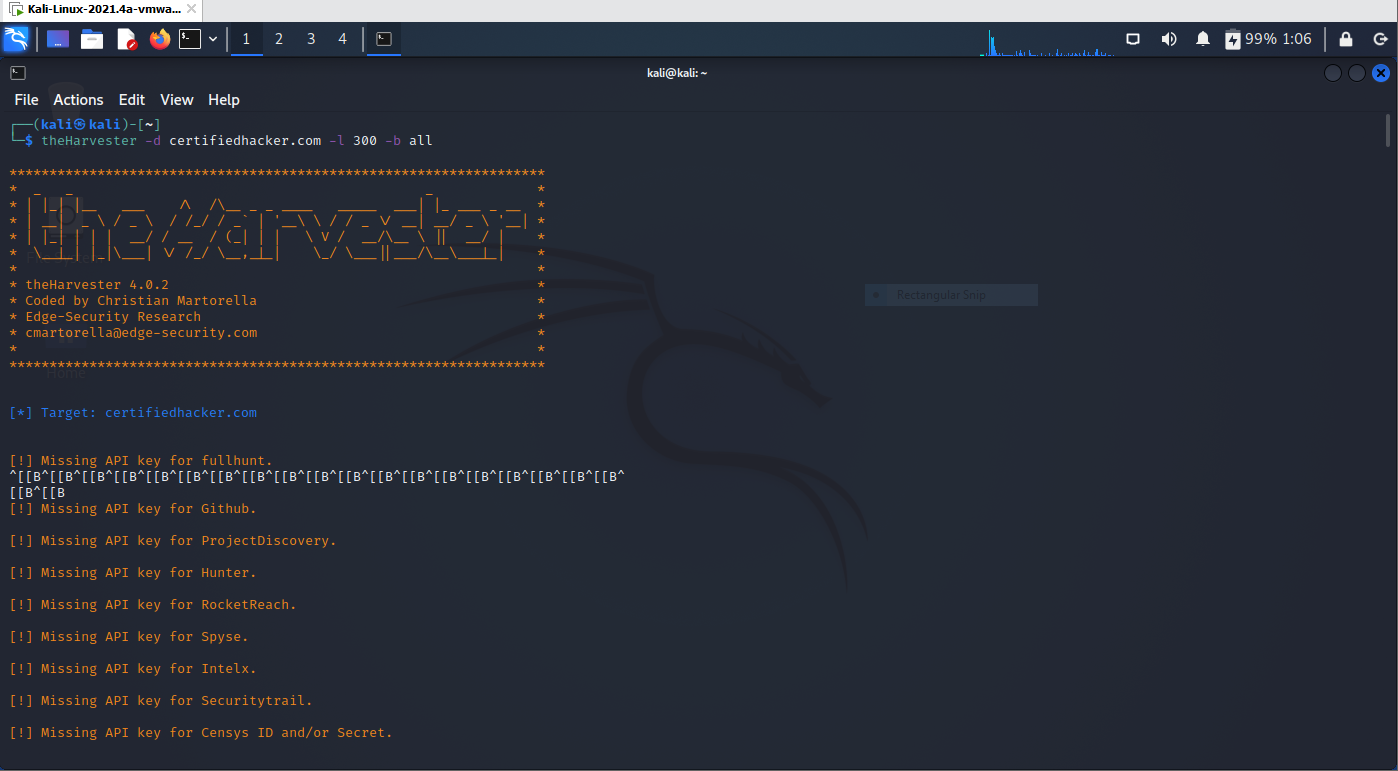 Kali-Linux-2021.4a-vmwa...
1 2 3 4
99% 1:06
kali@kali: ~
File Actions Edit View Help
┌──(kali㉿kali)-[~]
└─$ theHarvester -d certifiedhacker.com -l 300 -b all
*******************************************************************
* theHarvester 4.0.2 *
* Coded by Christian Martorella *
* Edge-Security Research *
* cmartorella@edge-security.com *
* *
*******************************************************************
Rectangular Snip
Home
[*] Target: certifiedhacker.com
[!] Missing API key for fullhunt.
^[[B^[[B^[[B^[[B^[[B^[[B^[[B^[[B^[[B^[[B^[[B^[[B^[[B^[[B^[[B^[[B^[[B^[[B^[[B^
[[B^[[B
[!] Missing API key for Github.
[!] Missing API key for ProjectDiscovery.
[!] Missing API key for Hunter.
[!] Missing API key for RocketReach.
[!] Missing API key for Spyse.
[!] Missing API key for Intelx.
[!] Missing API key for Securitytrail.
[!] Missing API key for Censys ID and/or Secret.